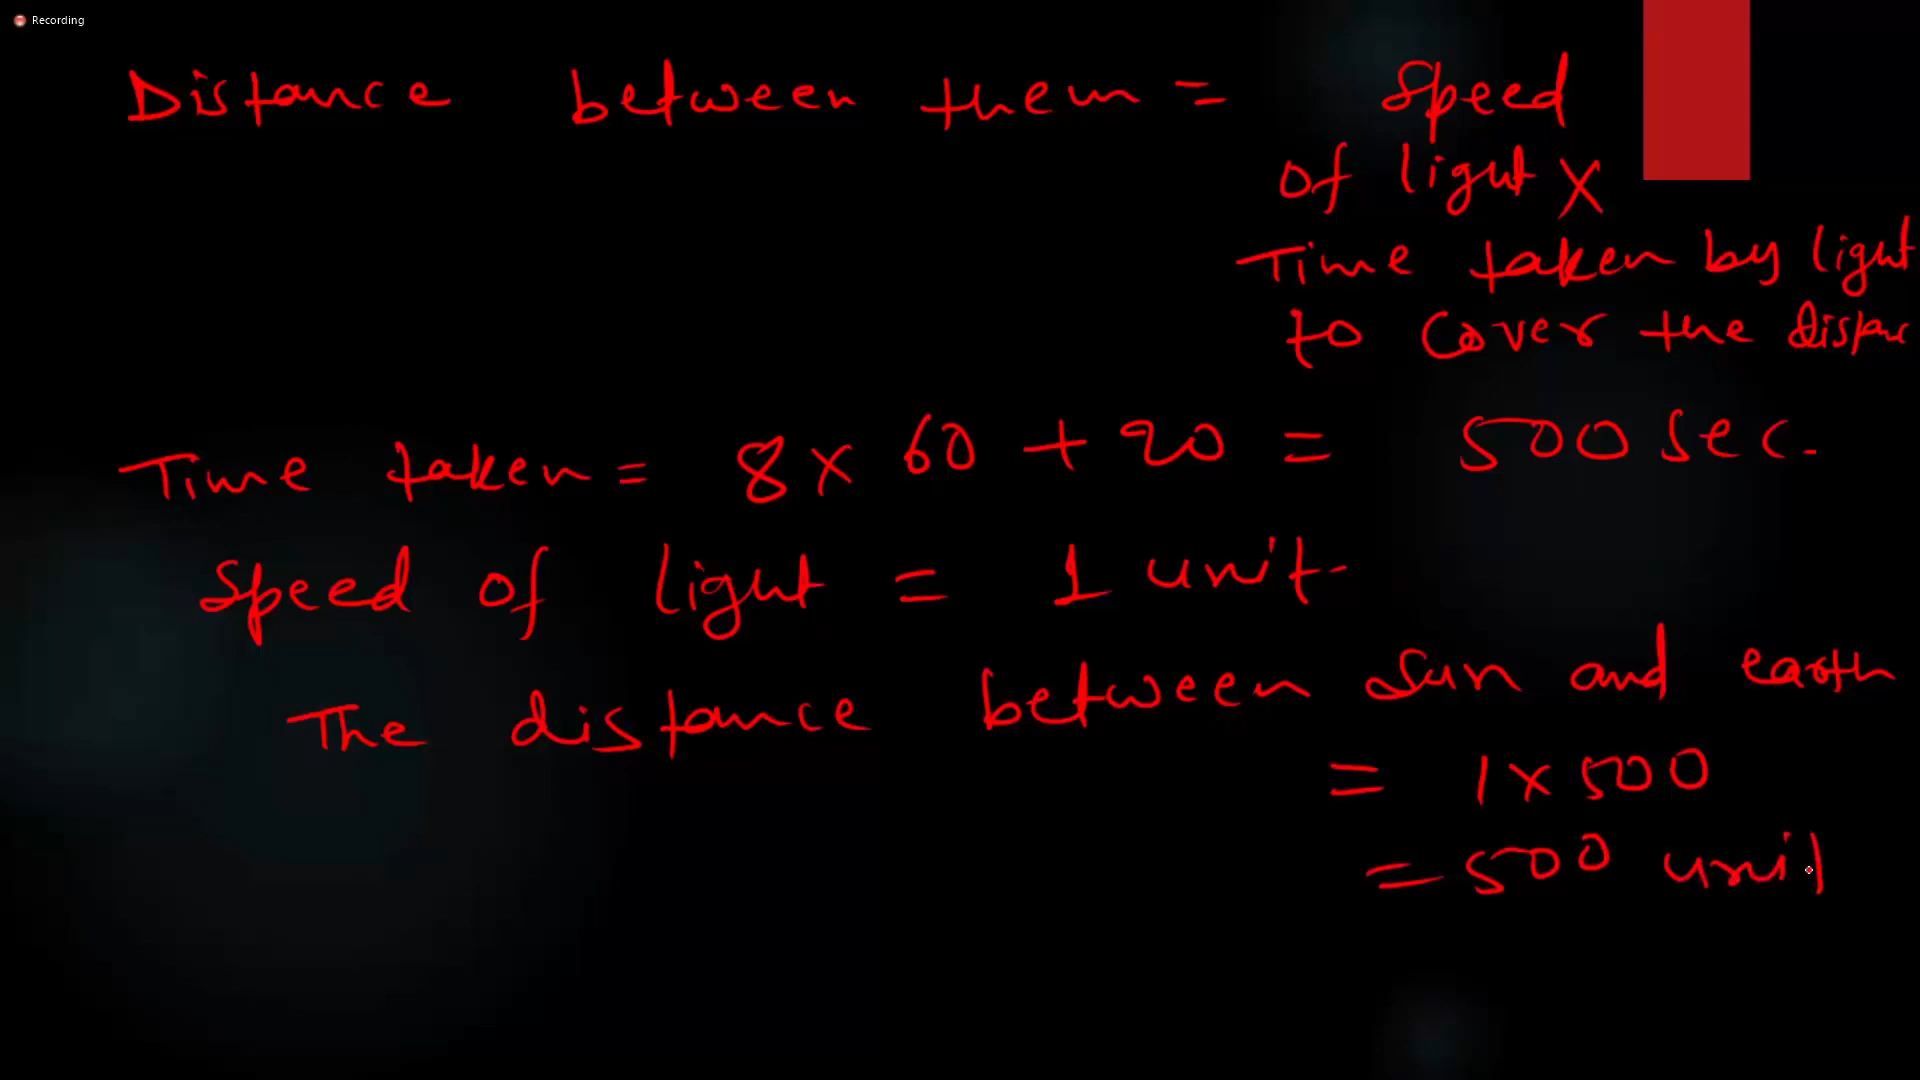 Recording
Distance between them = Speed
of light X
Time taken by light
to cover the distanc
Time taken = 8 x 60 + 20 = 500 sec.
Speed of light = 1 unit.
The distance between sun and earth
= 1 x 500
= 500 unit